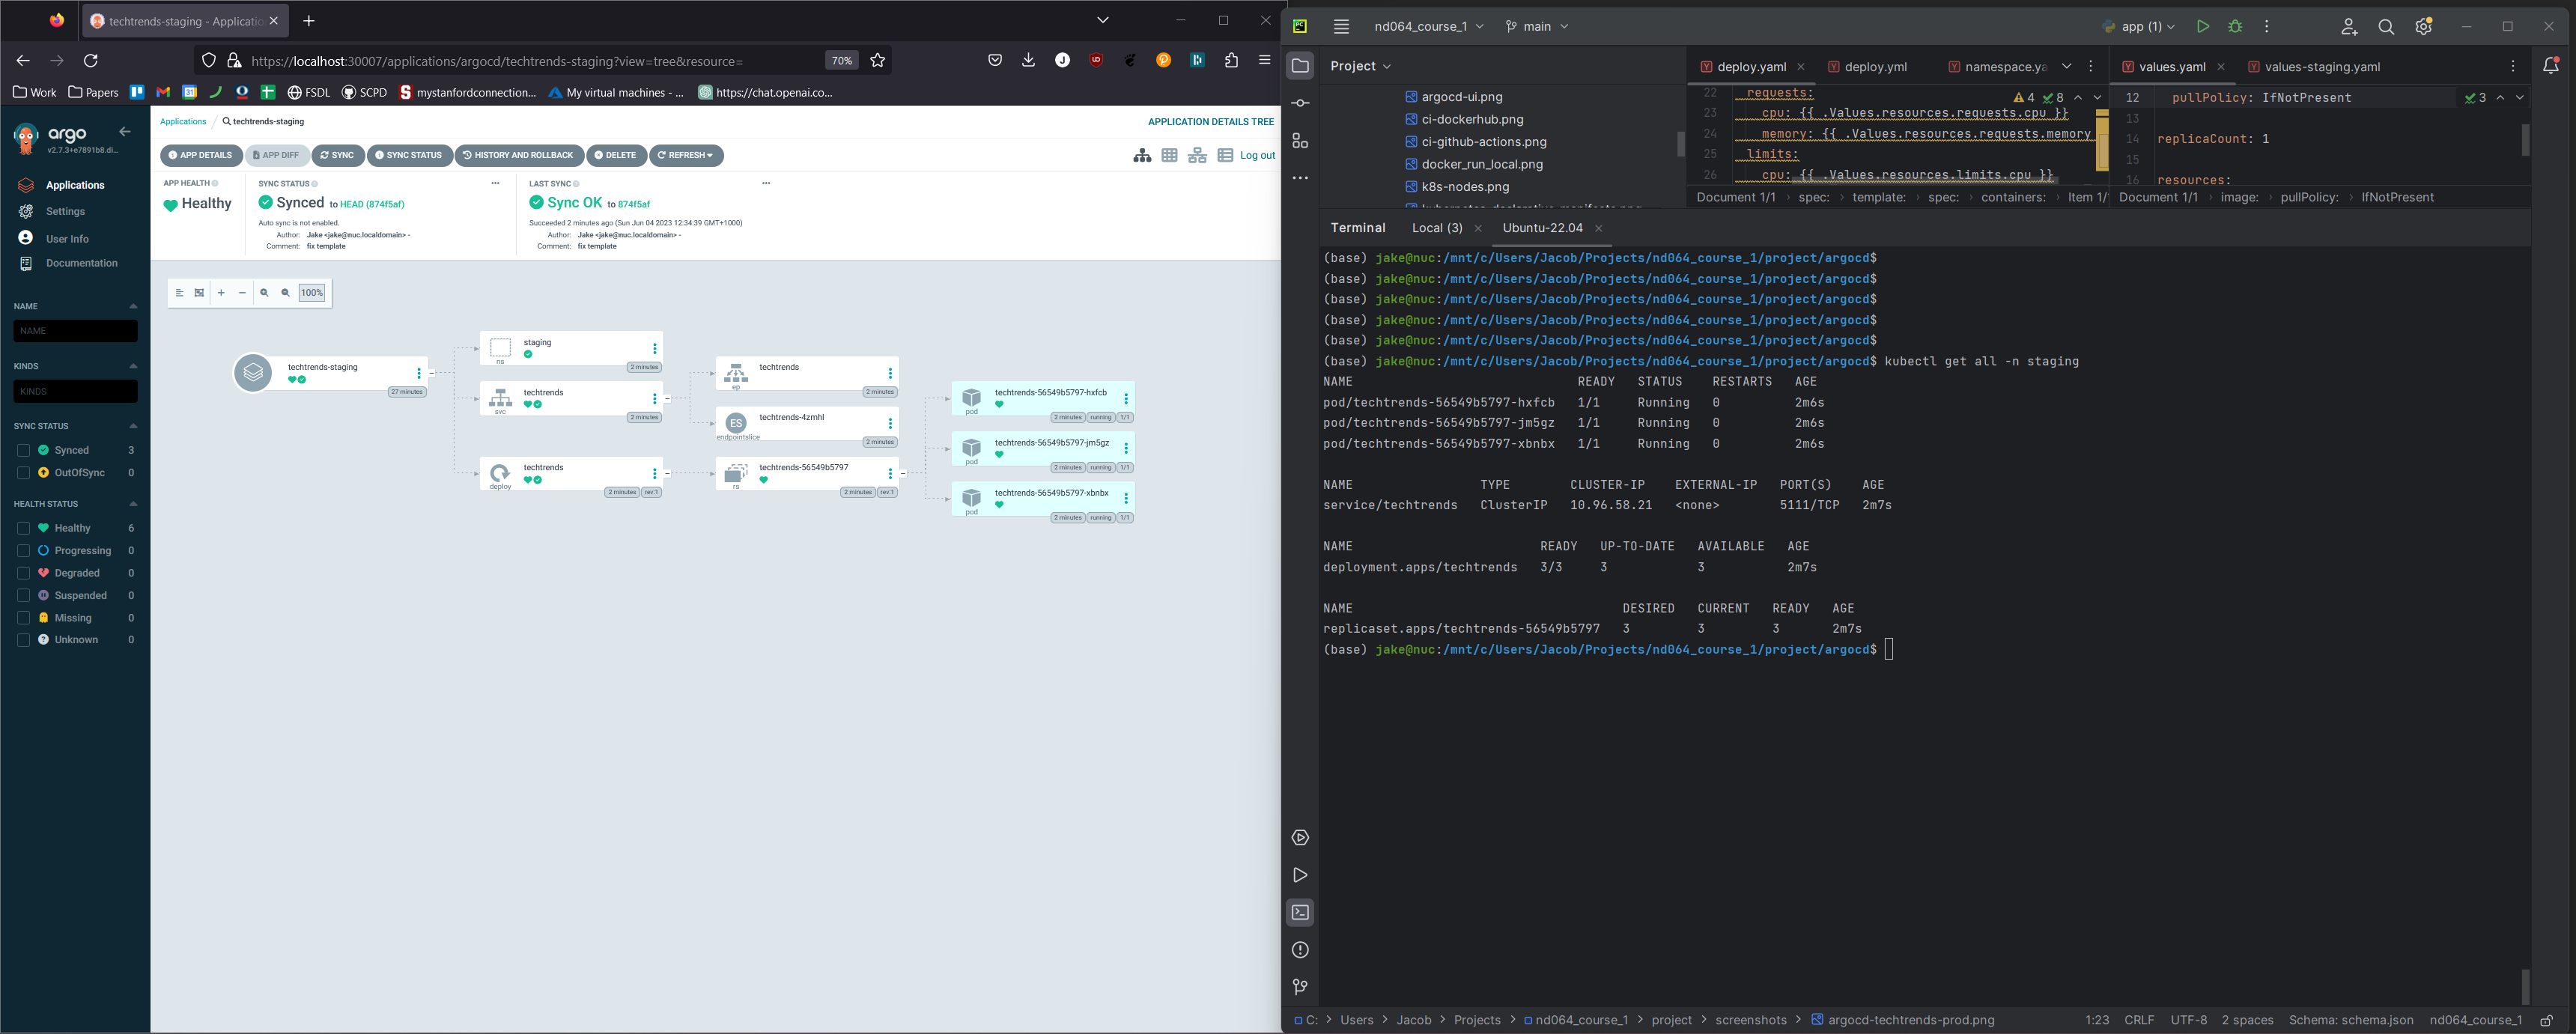 techtrends-staging - Applicatio
https://localhost:30007/applications/argocd/techtrends-staging?view=tree&resource=
70%
Work
Papers
FSDL
SCPD
mystanfordconnection...
My virtual machines - ...
https://chat.openai.co...
argo
v2.7.3+e7891b8.di...
Applications
Settings
User Info
Documentation
NAME
NAME
KINDS
KINDS
SYNC STATUS
Synced 3
OutOfSync 0
HEALTH STATUS
Healthy 6
Progressing 0
Degraded 0
Suspended 0
Missing 0
Unknown 0
Applications / techtrends-staging
APPLICATION DETAILS TREE
APP DETAILS
APP DIFF
SYNC
SYNC STATUS
HISTORY AND ROLLBACK
DELETE
REFRESH
Log out
APP HEALTH
Healthy
SYNC STATUS
Synced to HEAD (874f5af)
Auto sync is not enabled.
Author: Jake <jake@nuc.localdomain> -
Comment: fix template
LAST SYNC
Sync OK to 874f5af
Succeeded 2 minutes ago (Sun Jun 04 2023 12:34:39 GMT+1000)
Author: Jake <jake@nuc.localdomain> -
Comment: fix template
100%
techtrends-staging
27 minutes
staging
ns
2 minutes
techtrends
svc
2 minutes
techtrends
deploy
2 minutes rev:1
techtrends
ep
2 minutes
ES
techtrends-4zmhl
endpointslice
2 minutes
techtrends-56549b5797
rs
2 minutes rev:1
techtrends-56549b5797-hxfcb
pod
2 minutes running 1/1
techtrends-56549b5797-jm5gz
pod
2 minutes running 1/1
techtrends-56549b5797-xbnbx
pod
2 minutes running 1/1
PC
nd064_course_1
main
app (1)
Project
argocd-ui.png
ci-dockerhub.png
ci-github-actions.png
docker_run_local.png
k8s-nodes.png
deploy.yaml
deploy.yml
namespace.ya
22 requests:
23 cpu: {{ .Values.resources.requests.cpu }}
24 memory: {{ .Values.resources.requests.memory
25 limits:
26 cpu: {{ .Values.resources.limits.cpu }}
4 8
Document 1/1 spec: template: spec: containers: Item 1/
values.yaml
values-staging.yaml
12 pullPolicy: IfNotPresent
3
13
14 replicaCount: 1
15
16 resources:
Document 1/1 image: pullPolicy: IfNotPresent
Terminal
Local (3)
Ubuntu-22.04
(base) jake@nuc:/mnt/c/Users/Jacob/Projects/nd064_course_1/project/argocd$
(base) jake@nuc:/mnt/c/Users/Jacob/Projects/nd064_course_1/project/argocd$
(base) jake@nuc:/mnt/c/Users/Jacob/Projects/nd064_course_1/project/argocd$
(base) jake@nuc:/mnt/c/Users/Jacob/Projects/nd064_course_1/project/argocd$
(base) jake@nuc:/mnt/c/Users/Jacob/Projects/nd064_course_1/project/argocd$
(base) jake@nuc:/mnt/c/Users/Jacob/Projects/nd064_course_1/project/argocd$ kubectl get all -n staging
NAME READY STATUS RESTARTS AGE
pod/techtrends-56549b5797-hxfcb 1/1 Running 0 2m6s
pod/techtrends-56549b5797-jm5gz 1/1 Running 0 2m6s
pod/techtrends-56549b5797-xbnbx 1/1 Running 0 2m6s
NAME TYPE CLUSTER-IP EXTERNAL-IP PORT(S) AGE
service/techtrends ClusterIP 10.96.58.21 <none> 5111/TCP 2m7s
NAME READY UP-TO-DATE AVAILABLE AGE
deployment.apps/techtrends 3/3 3 3 2m7s
NAME DESIRED CURRENT READY AGE
replicaset.apps/techtrends-56549b5797 3 3 3 2m7s
(base) jake@nuc:/mnt/c/Users/Jacob/Projects/nd064_course_1/project/argocd$
C: Users Jacob Projects nd064_course_1 project screenshots argocd-techtrends-prod.png
1:23 CRLF UTF-8 2 spaces Schema: schema.json nd064_course_1